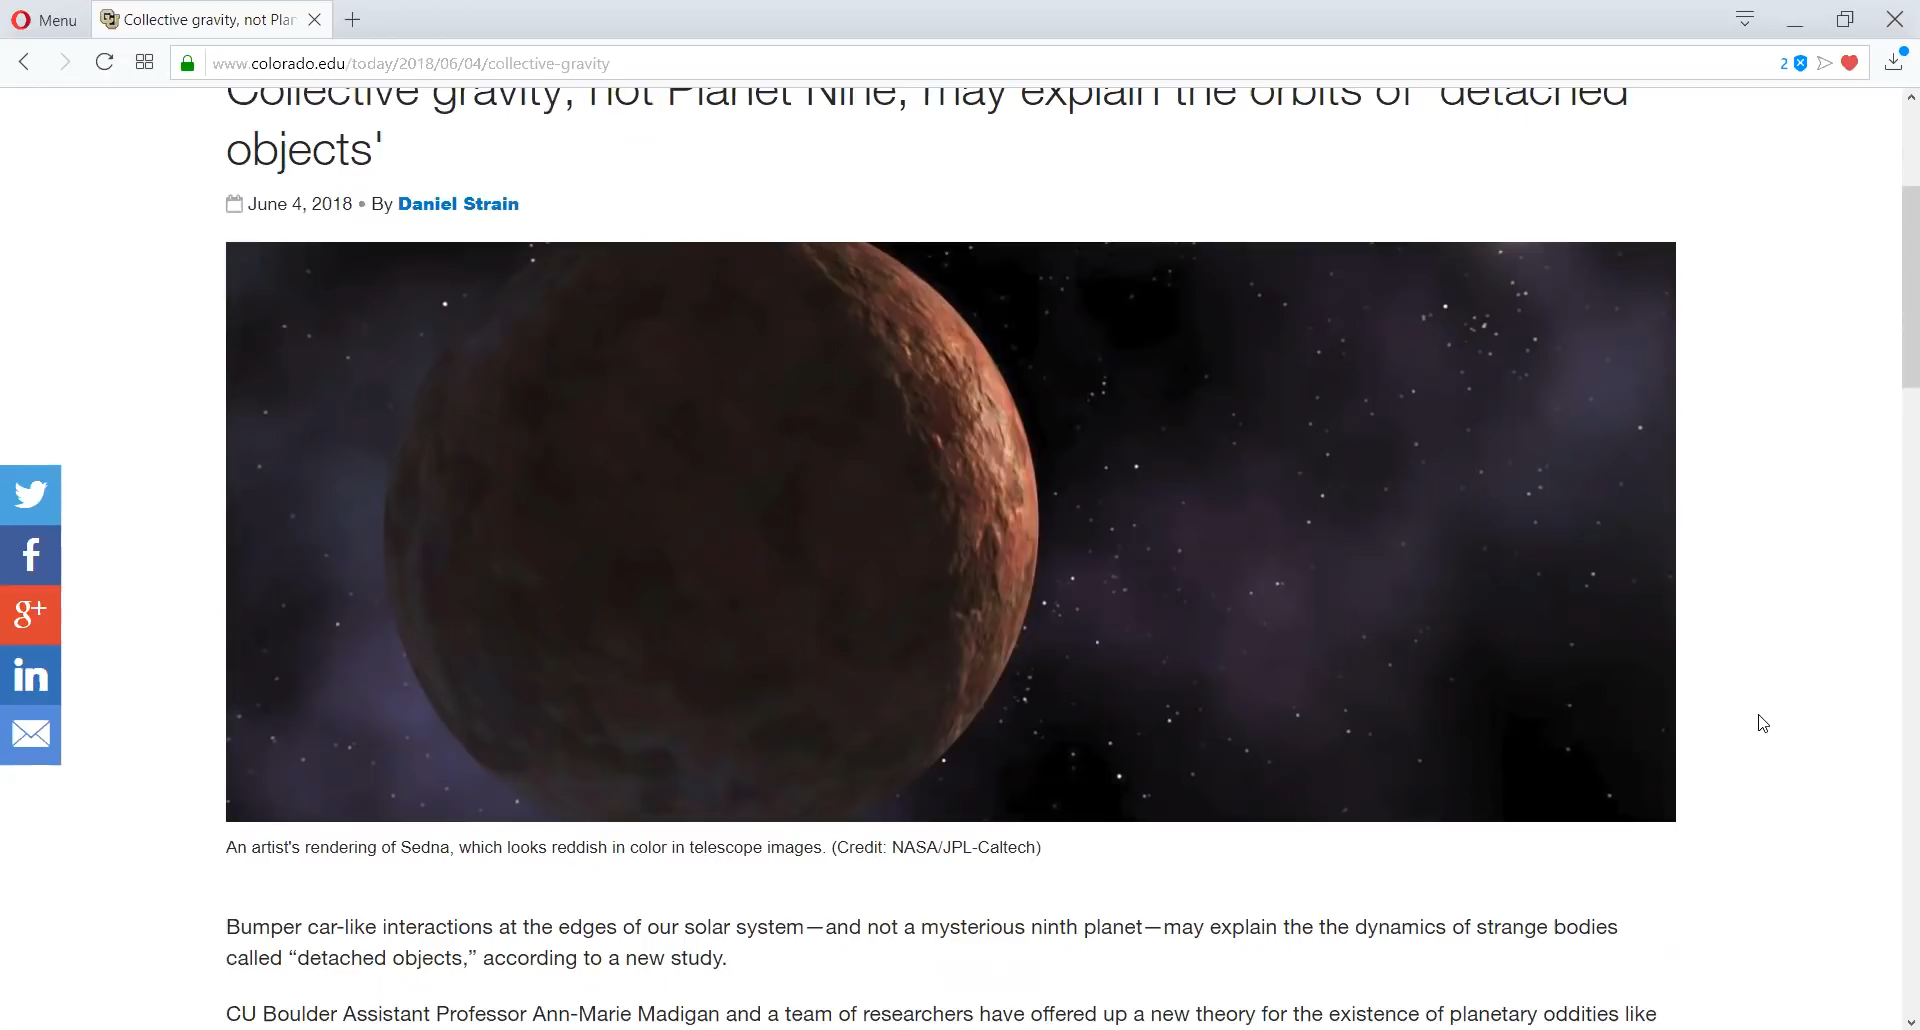 Menu
Collective gravity, not Plan
www.colorado.edu/today/2018/06/04/collective-gravity
2
Collective gravity, not Planet Nine, may explain the orbits of 'detached
objects'
June 4, 2018 • By Daniel Strain
f
g+
in
An artist's rendering of Sedna, which looks reddish in color in telescope images. (Credit: NASA/JPL-Caltech)
Bumper car-like interactions at the edges of our solar system—and not a mysterious ninth planet—may explain the the dynamics of strange bodies
called “detached objects,” according to a new study.
CU Boulder Assistant Professor Ann-Marie Madigan and a team of researchers have offered up a new theory for the existence of planetary oddities like